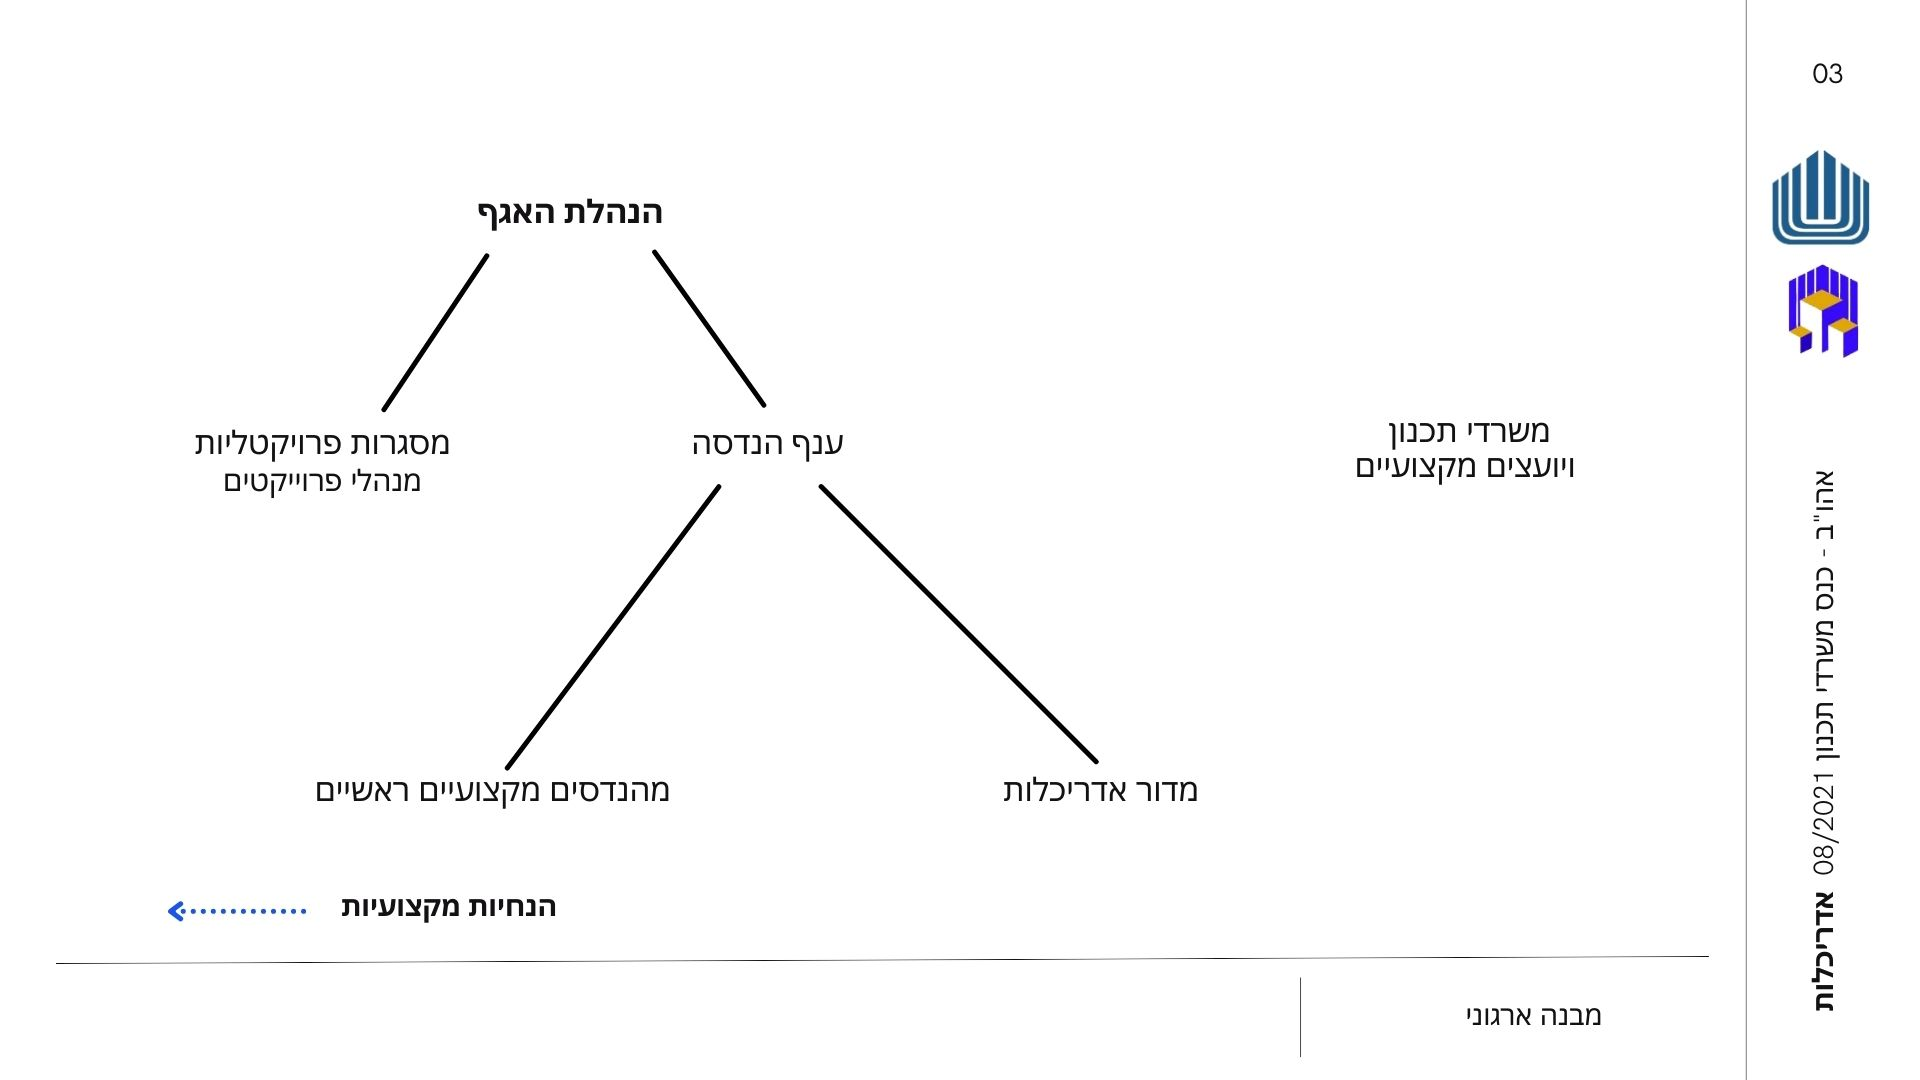 03
הנהלת האגף
משרדי תכנון
ויועצים מקצועיים
ענף הנדסה
מסגרות פרויקטליות
מנהלי פרוייקטים
מדור אדריכלות
מהנדסים מקצועיים ראשיים
הנחיות מקצועיות
מבנה ארגוני
אדריכלות 08/2021 אהו"ב - כנס משרדי תכנון